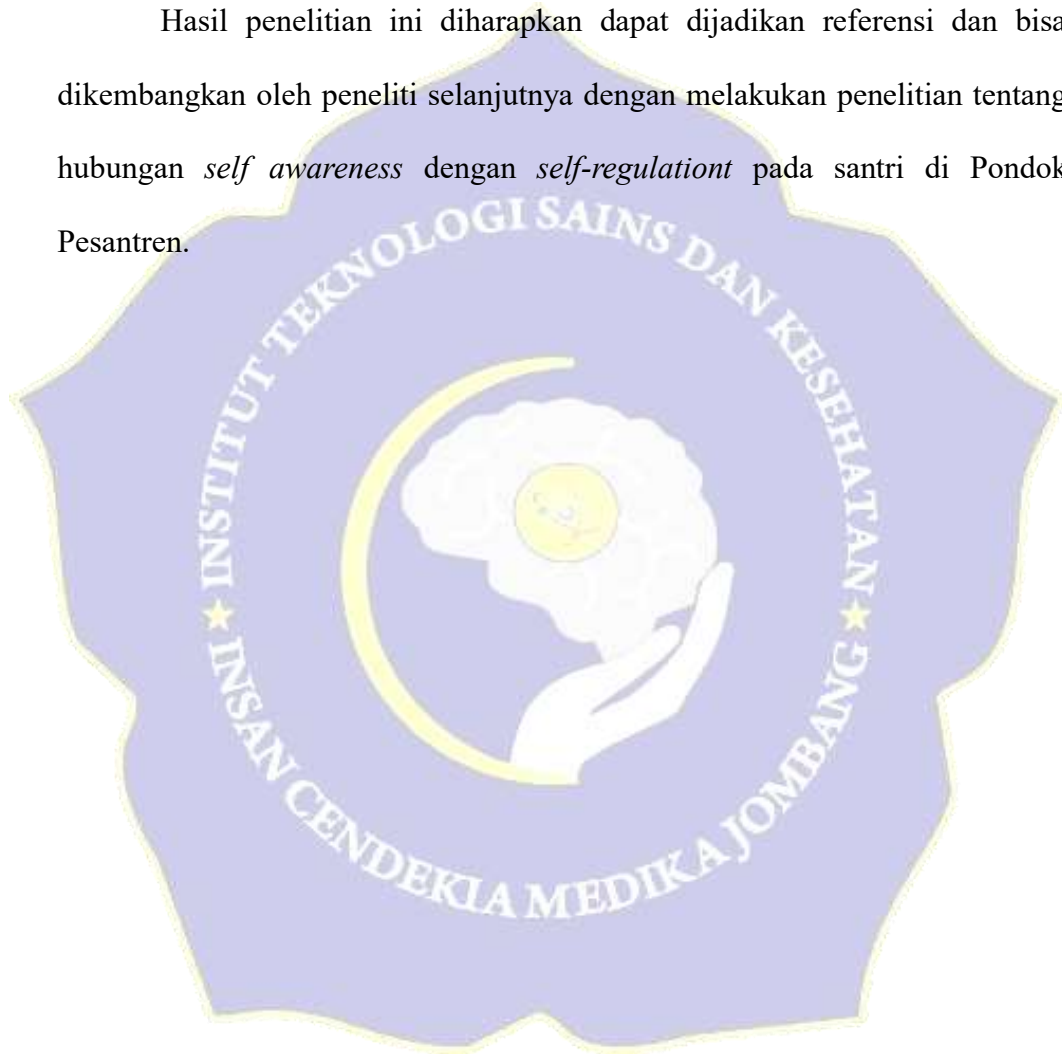 Hasil penelitian ini diharapkan dapat dijadikan referensi dan bisa
dikembangkan oleh peneliti selanjutnya dengan melakukan penelitian tentang
hubungan self awareness dengan self-regulationt pada santri di Pondok
Pesantren.
INSTITUT TEKNOLOGI SAINS DAN KESEHATAN
INSAN CENDEKIA MEDIKA JOMBANG